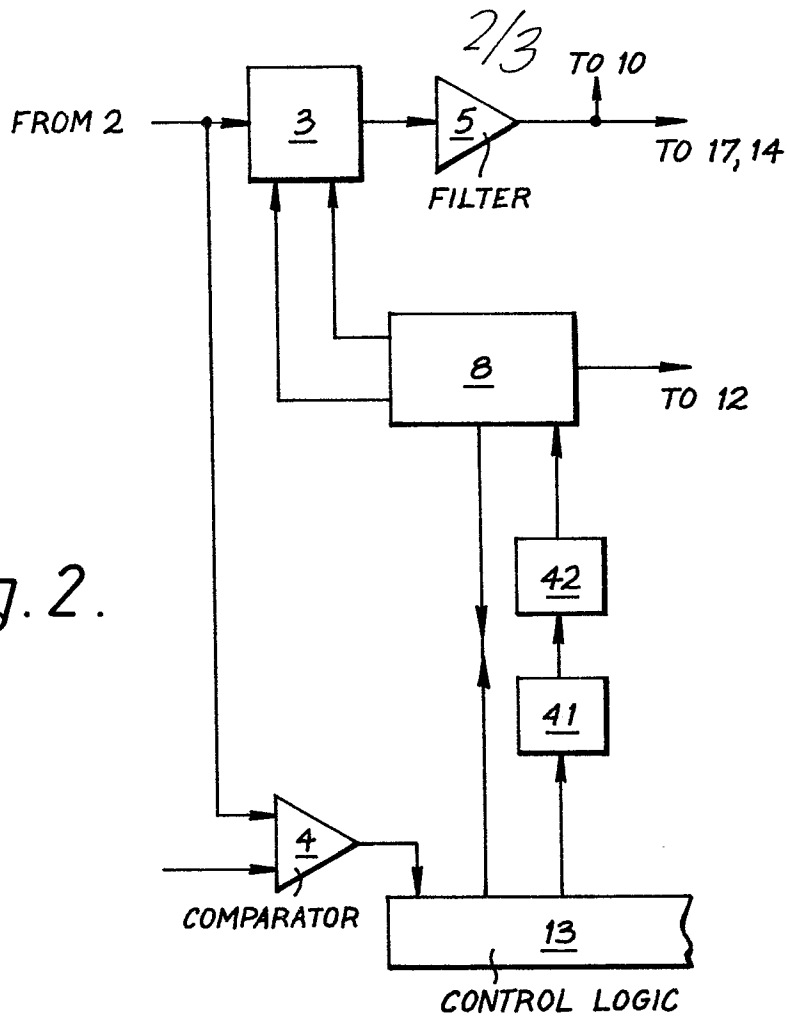 2/3
TO 10
FROM 2
3
5
TO 17, 14
FILTER
8
TO 12
42
g. 2.
41
4
COMPARATOR
13
CONTROL LOGIC